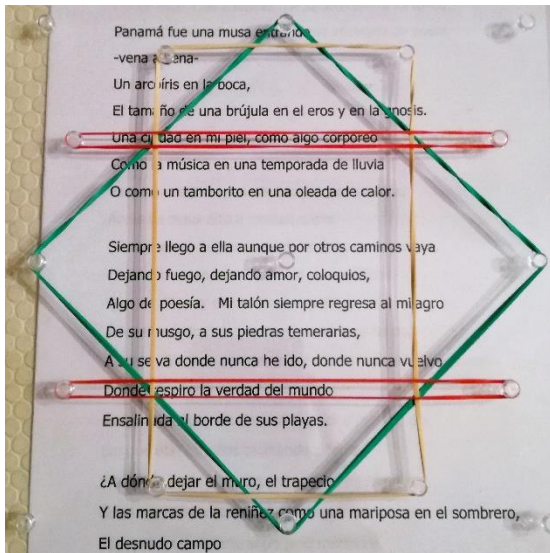 Panamá fue una musa entrando
-vena a vena-
Un arcoíris en la boca,
El tamaño de una brújula en el eros y en la gnosis.
Una ciudad en mi piel, como algo corpóreo
Como la música en una temporada de lluvia
O como un tamborito en una oleada de calor.
Siempre llego a ella aunque por otros caminos vaya
Dejando fuego, dejando amor, coloquios,
Algo de poesía. Mi talón siempre regresa al milagro
De su musgo, a sus piedras temerarias,
A su selva donde nunca he ido, donde nunca vuelvo
Donde respiro la verdad del mundo
Ensalinada al borde de sus playas.
¿A dónde dejar el muro, el trapecio
Y las marcas de la reniñez como una mariposa en el sombrero,
El desnudo campo